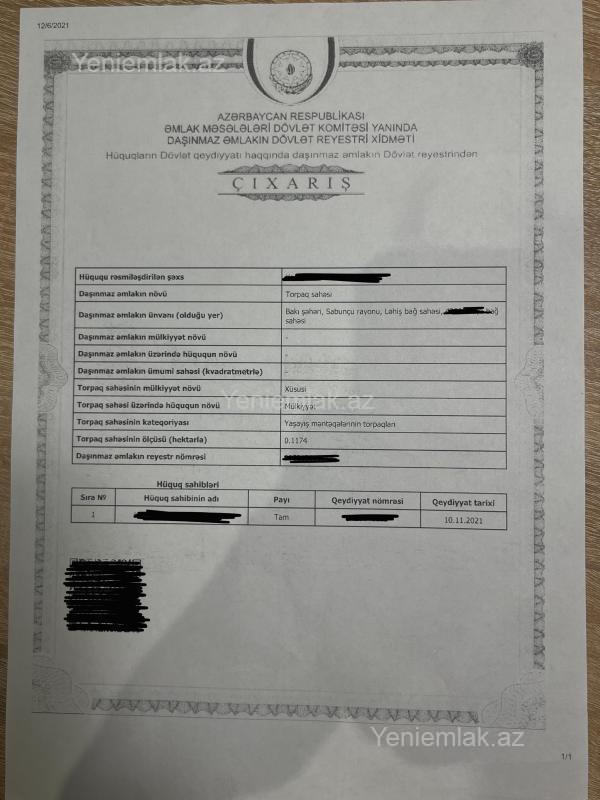 12/6/2021
Yeniemlak.az
AZƏRBAYCAN RESPUBLİKASI
ƏMLAK MƏSƏLƏLƏRİ DÖVLƏT KOMİTƏSİ YANINDA
DAŞINMAZ ƏMLAKIN DÖVLƏT REYESTRİ XİDMƏTİ
Hüquqların Dövlət qeydiyyatı haqqında daşınmaz əmlakın Dövlət reyestrindən
ÇIXARIŞ
Hüququ rəsmiləşdirilən şəxs
Daşınmaz əmlakın növü Torpaq sahəsi
Daşınmaz əmlakın ünvanı (olduğu yer) Bakı şəhəri, Sabunçu rayonu, Ləhiş bağ sahəsi, bağ
sahəsi
Daşınmaz əmlakın mülkiyyət növü -
Daşınmaz əmlakın üzərində hüququn növü -
Daşınmaz əmlakın ümumi sahəsi (kvadratmetrlə) -
Torpaq sahəsinin mülkiyyət növü Xüsusi
Torpaq sahəsi üzərində hüququn növü Mülkiyyət
Yeniemlak.az
Torpaq sahəsinin kateqoriyası Yaşayış məntəqələrinin torpaqları
Torpaq sahəsinin ölçüsü (hektarla) 0.1174
Daşınmaz əmlakın reyestr nömrəsi
Hüquq sahibləri
Sıra № Hüquq sahibinin adı Payı Qeydiyyat nömrəsi Qeydiyyat tarixi
1 Tam 10.11.2021
Yeniemlak.az
1/1